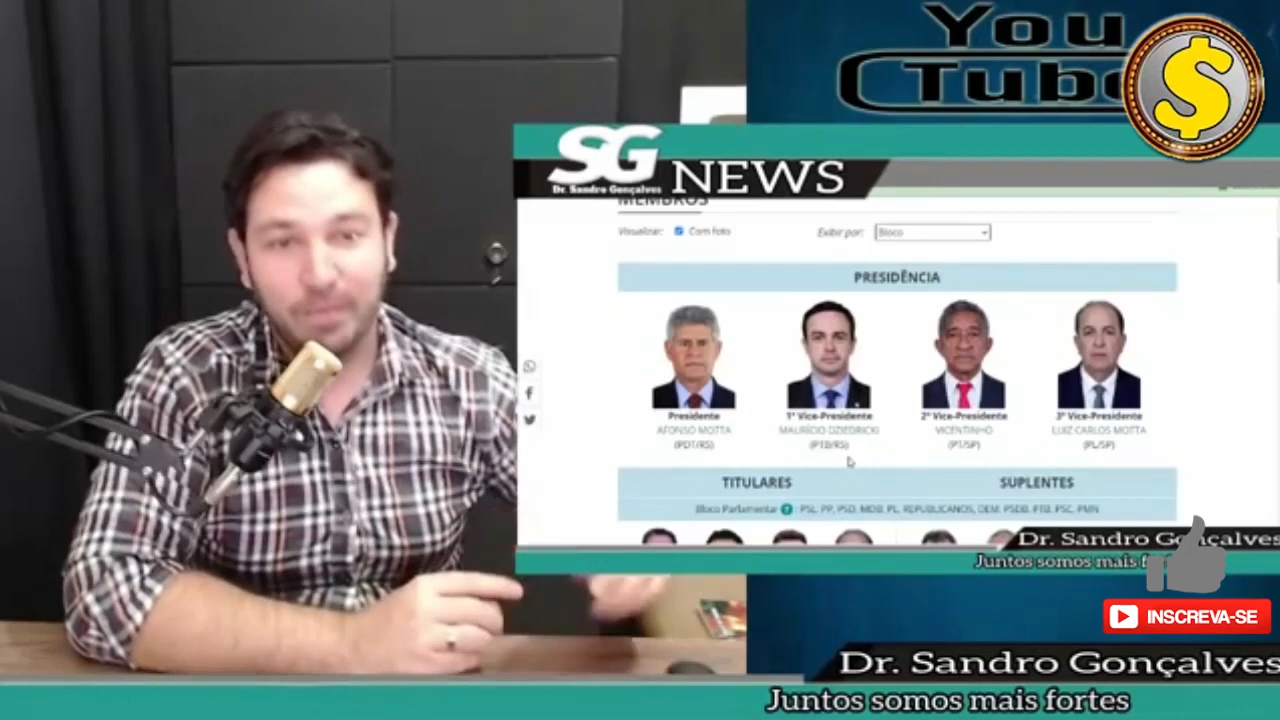 You
Tube
$
SG
Dr. Sandro Gonçalves
NEWS
MEMBROS
Visualizar: Com foto
Exibir por: Bloco
PRESIDÊNCIA
Presidente
AFONSO MOTTA
(PDT/RS)
1º Vice-Presidente
MAURÍCIO DZIEDRICKI
(PTB/RS)
2º Vice-Presidente
VICENTINHO
(PT/SP)
3º Vice-Presidente
LUIZ CARLOS MOTTA
(PL/SP)
TITULARES
SUPLENTES
Bloco Parlamentar ? : PSL, PP, PSD, MDB, PL, REPUBLICANOS, DEM, PSDB, PTB, PSC, PMN
Dr. Sandro Gonçalves
Juntos somos mais
INSCREVA-SE
Dr. Sandro Gonçalves
Juntos somos mais fortes